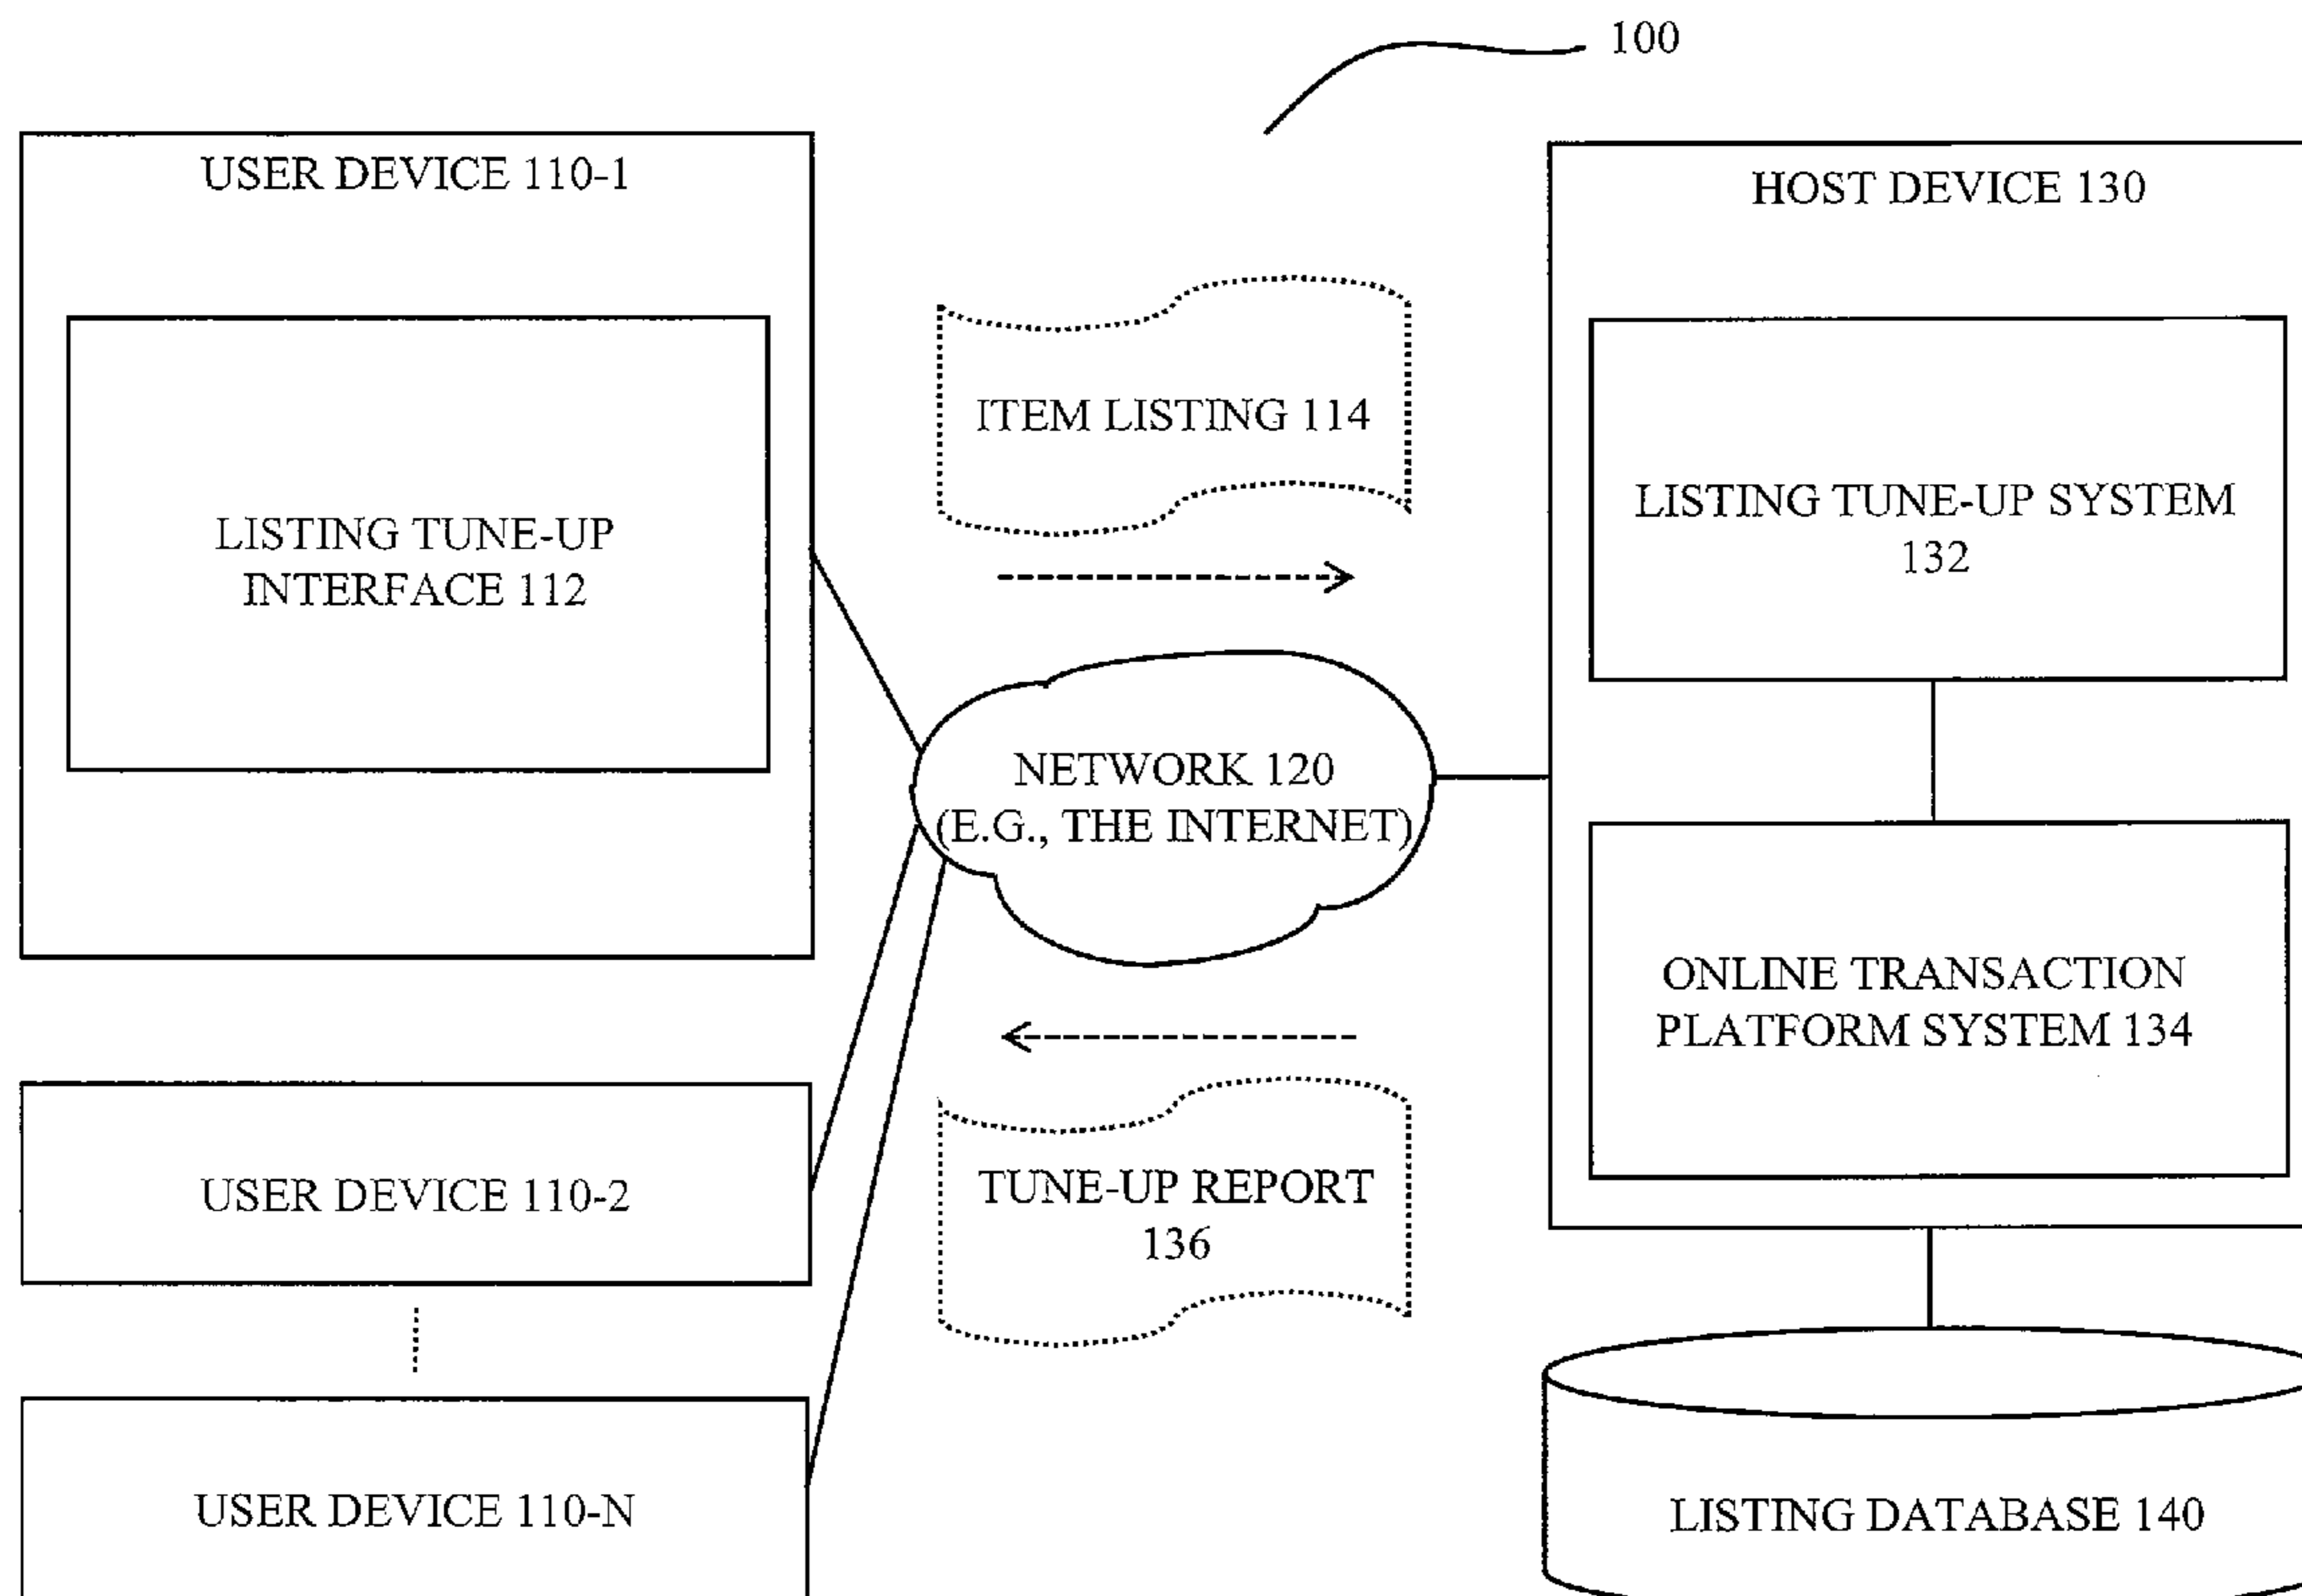 100
USER DEVICE 110-1
HOST DEVICE 130
ITEM LISTING 114
LISTING TUNE-UP
INTERFACE 112
LISTING TUNE-UP SYSTEM
132
NETWORK 120
(E.G., THE INTERNET)
ONLINE TRANSACTION
PLATFORM SYSTEM 134
TUNE-UP REPORT
136
USER DEVICE 110-2
USER DEVICE 110-N
LISTING DATABASE 140